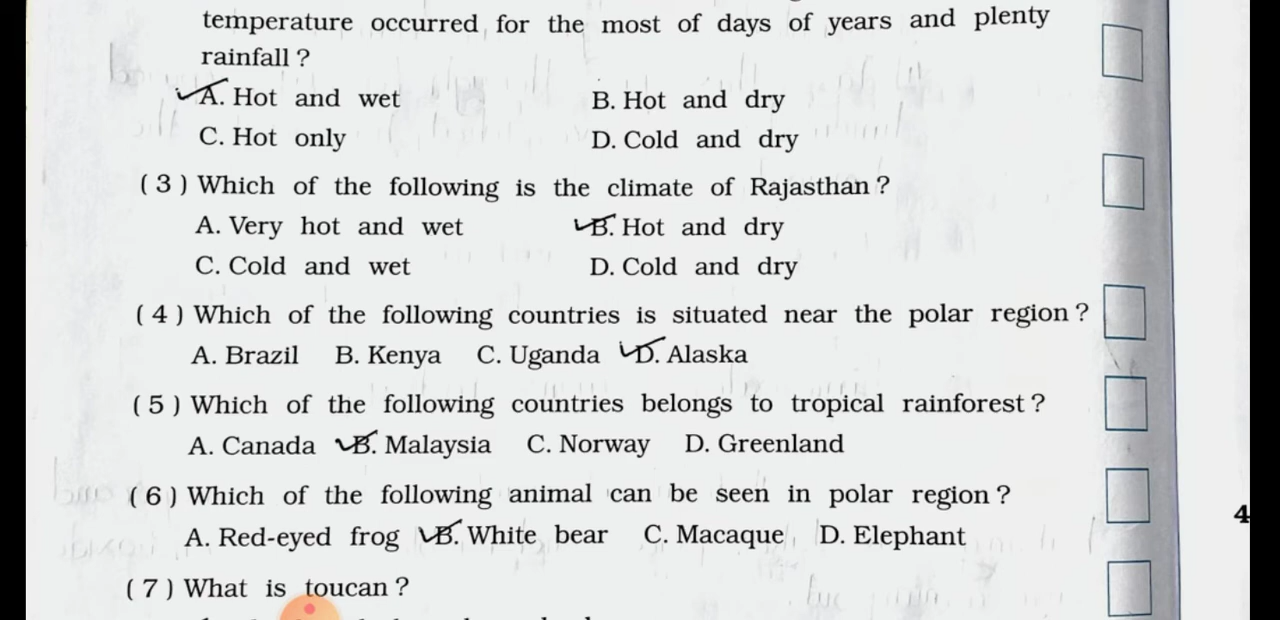 temperature occurred for the most of days of years and plenty
rainfall ?
A. Hot and wet B. Hot and dry
C. Hot only D. Cold and dry
( 3 ) Which of the following is the climate of Rajasthan ?
A. Very hot and wet B. Hot and dry
C. Cold and wet D. Cold and dry
( 4 ) Which of the following countries is situated near the polar region ?
A. Brazil B. Kenya C. Uganda D. Alaska
( 5 ) Which of the following countries belongs to tropical rainforest ?
A. Canada B. Malaysia C. Norway D. Greenland
( 6 ) Which of the following animal can be seen in polar region ?
A. Red-eyed frog B. White bear C. Macaque D. Elephant
4
( 7 ) What is toucan ?